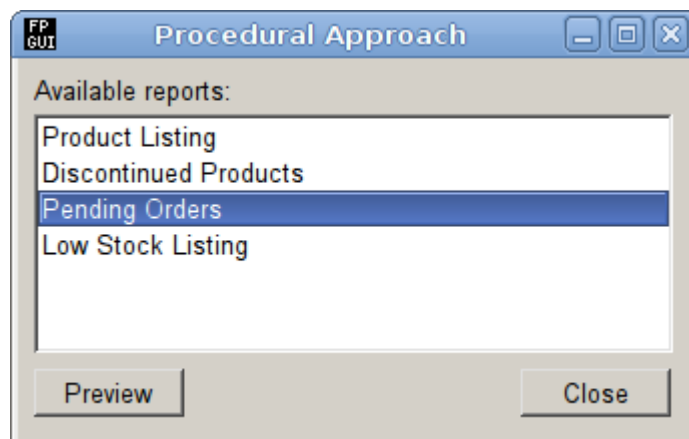 FP
GUI
Procedural Approach
Available reports:
Product Listing
Discontinued Products
Pending Orders
Low Stock Listing
Preview
Close